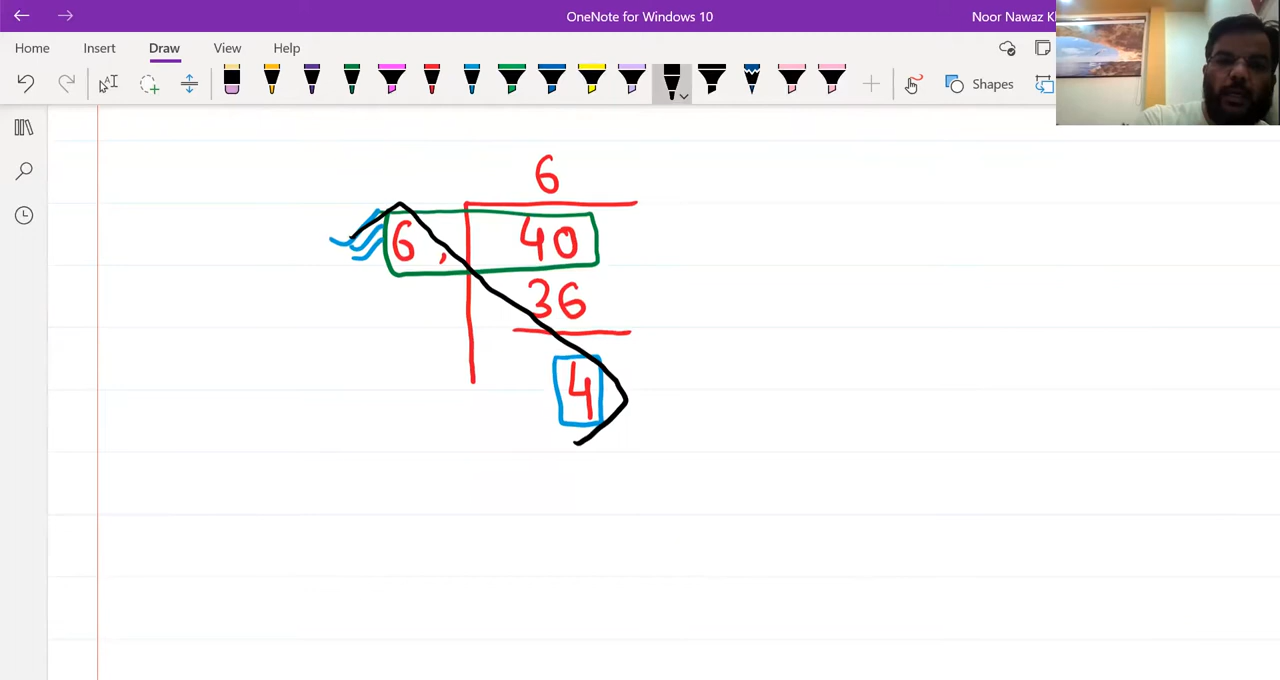 OneNote for Windows 10
Noor Nawaz K
Home Insert Draw View Help
Shapes
6
6, 40
36
4